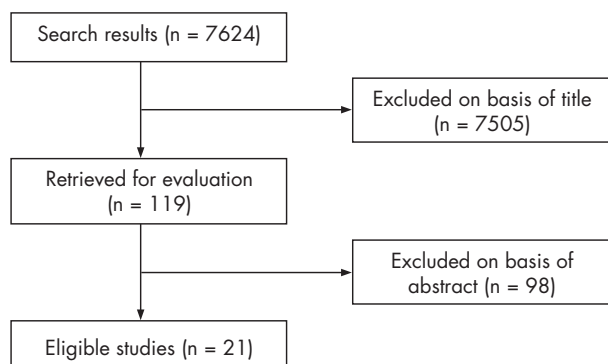 Search results (n = 7624)
Excluded on basis of title
(n = 7505)
Retrieved for evaluation
(n = 119)
Excluded on basis of
abstract (n = 98)
Eligible studies (n = 21)